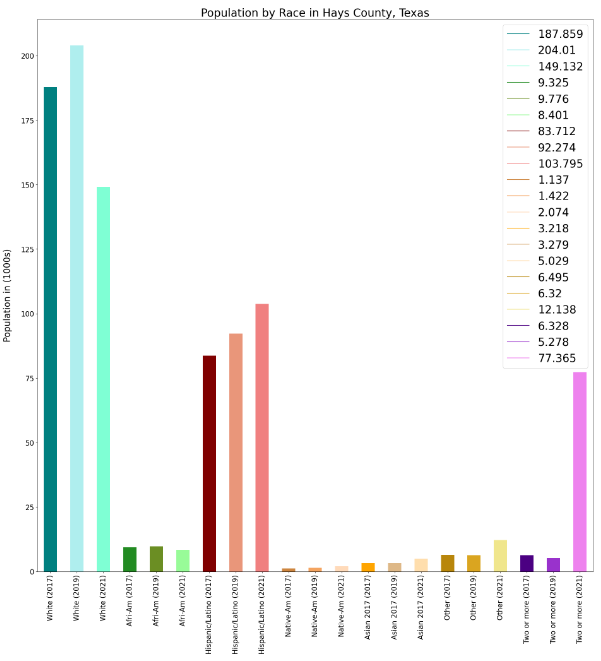 Population by Race in Hays County, Texas
187.859
204.01
149.132
9.325
9.776
8.401
83.712
92.274
103.795
1.137
1.422
2.074
3.218
3.279
5.029
6.495
6.32
12.138
6.328
5.278
77.365
Population in (1000s)
200
175
150
125
100
75
50
25
0
White (2017)
White (2019)
White (2021)
Afri-Am (2017)
Afri-Am (2019)
Afri-Am (2021)
Hispanic/Latino (2017)
Hispanic/Latino (2019)
Hispanic/Latino (2021)
Native-Am (2017)
Native-Am (2019)
Native-Am (2021)
Asian 2017 (2017)
Asian 2017 (2019)
Asian 2017 (2021)
Other (2017)
Other (2019)
Other (2021)
Two or more (2017)
Two or more (2019)
Two or more (2021)